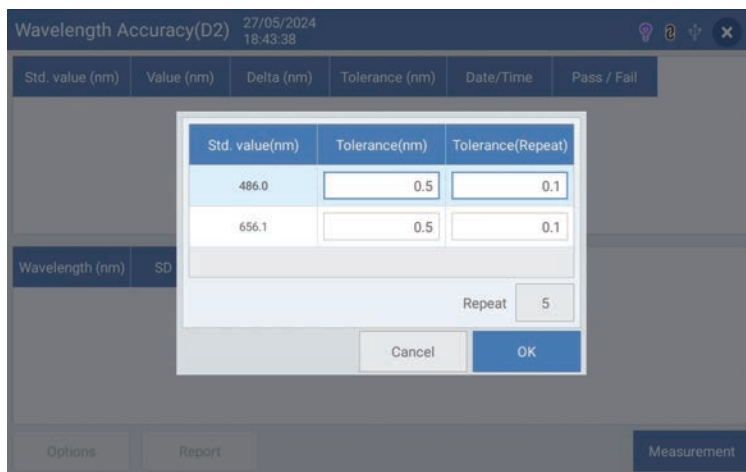 Wavelength Accuracy(D2) 27/05/2024
18:43:38
Std. value (nm) Value (nm) Delta (nm) Tolerance (nm) Date/Time Pass / Fail
Std. value(nm) Tolerance(nm) Tolerance(Repeat)
486.0 0.5 0.1
656.1 0.5 0.1
Wavelength (nm) SD
Repeat 5
Cancel OK
Options Report Measurement